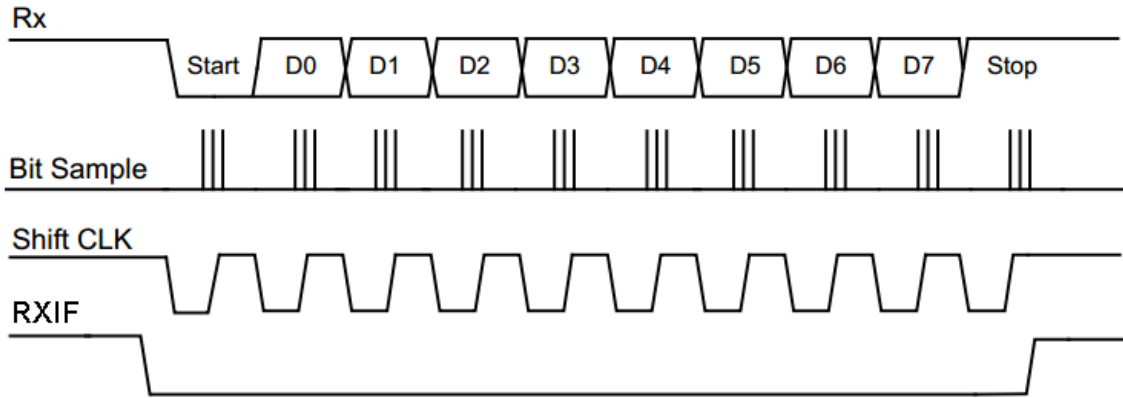 Rx
Start D0 D1 D2 D3 D4 D5 D6 D7 Stop
Bit Sample
Shift CLK
RXIF